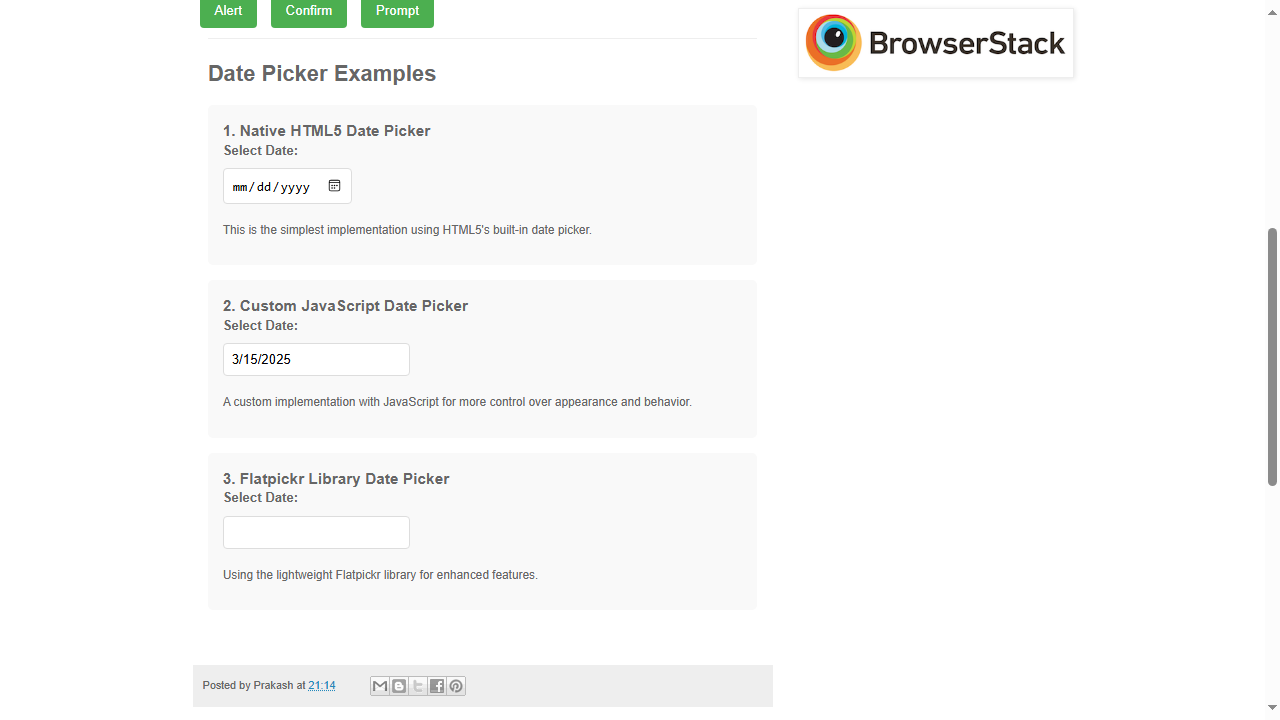 Alert Confirm Prompt
BrowserStack
Date Picker Examples
1. Native HTML5 Date Picker
Select Date:
mm/dd/yyyy
This is the simplest implementation using HTML5's built-in date picker.
2. Custom JavaScript Date Picker
Select Date:
3/15/2025
A custom implementation with JavaScript for more control over appearance and behavior.
3. Flatpickr Library Date Picker
Select Date:
Using the lightweight Flatpickr library for enhanced features.
Posted by Prakash at 21:14